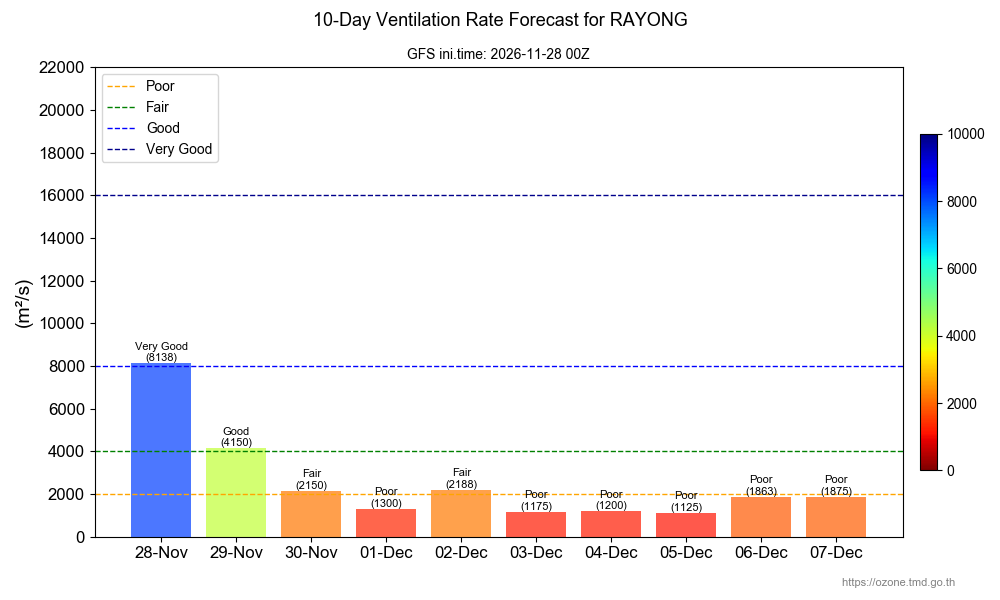 10-Day Ventilation Rate Forecast for RAYONG
GFS ini.time: 2026-11-28 00Z
(m²/s)
22000
20000
18000
16000
14000
12000
10000
8000
6000
4000
2000
0
Poor
Fair
Good
Very Good
Very Good
(8138)
Good
(4150)
Fair
(2150)
Poor
(1300)
Fair
(2188)
Poor
(1175)
Poor
(1200)
Poor
(1125)
Poor
(1863)
Poor
(1875)
28-Nov
29-Nov
30-Nov
01-Dec
02-Dec
03-Dec
04-Dec
05-Dec
06-Dec
07-Dec
10000
8000
6000
4000
2000
0
https://ozone.tmd.go.th